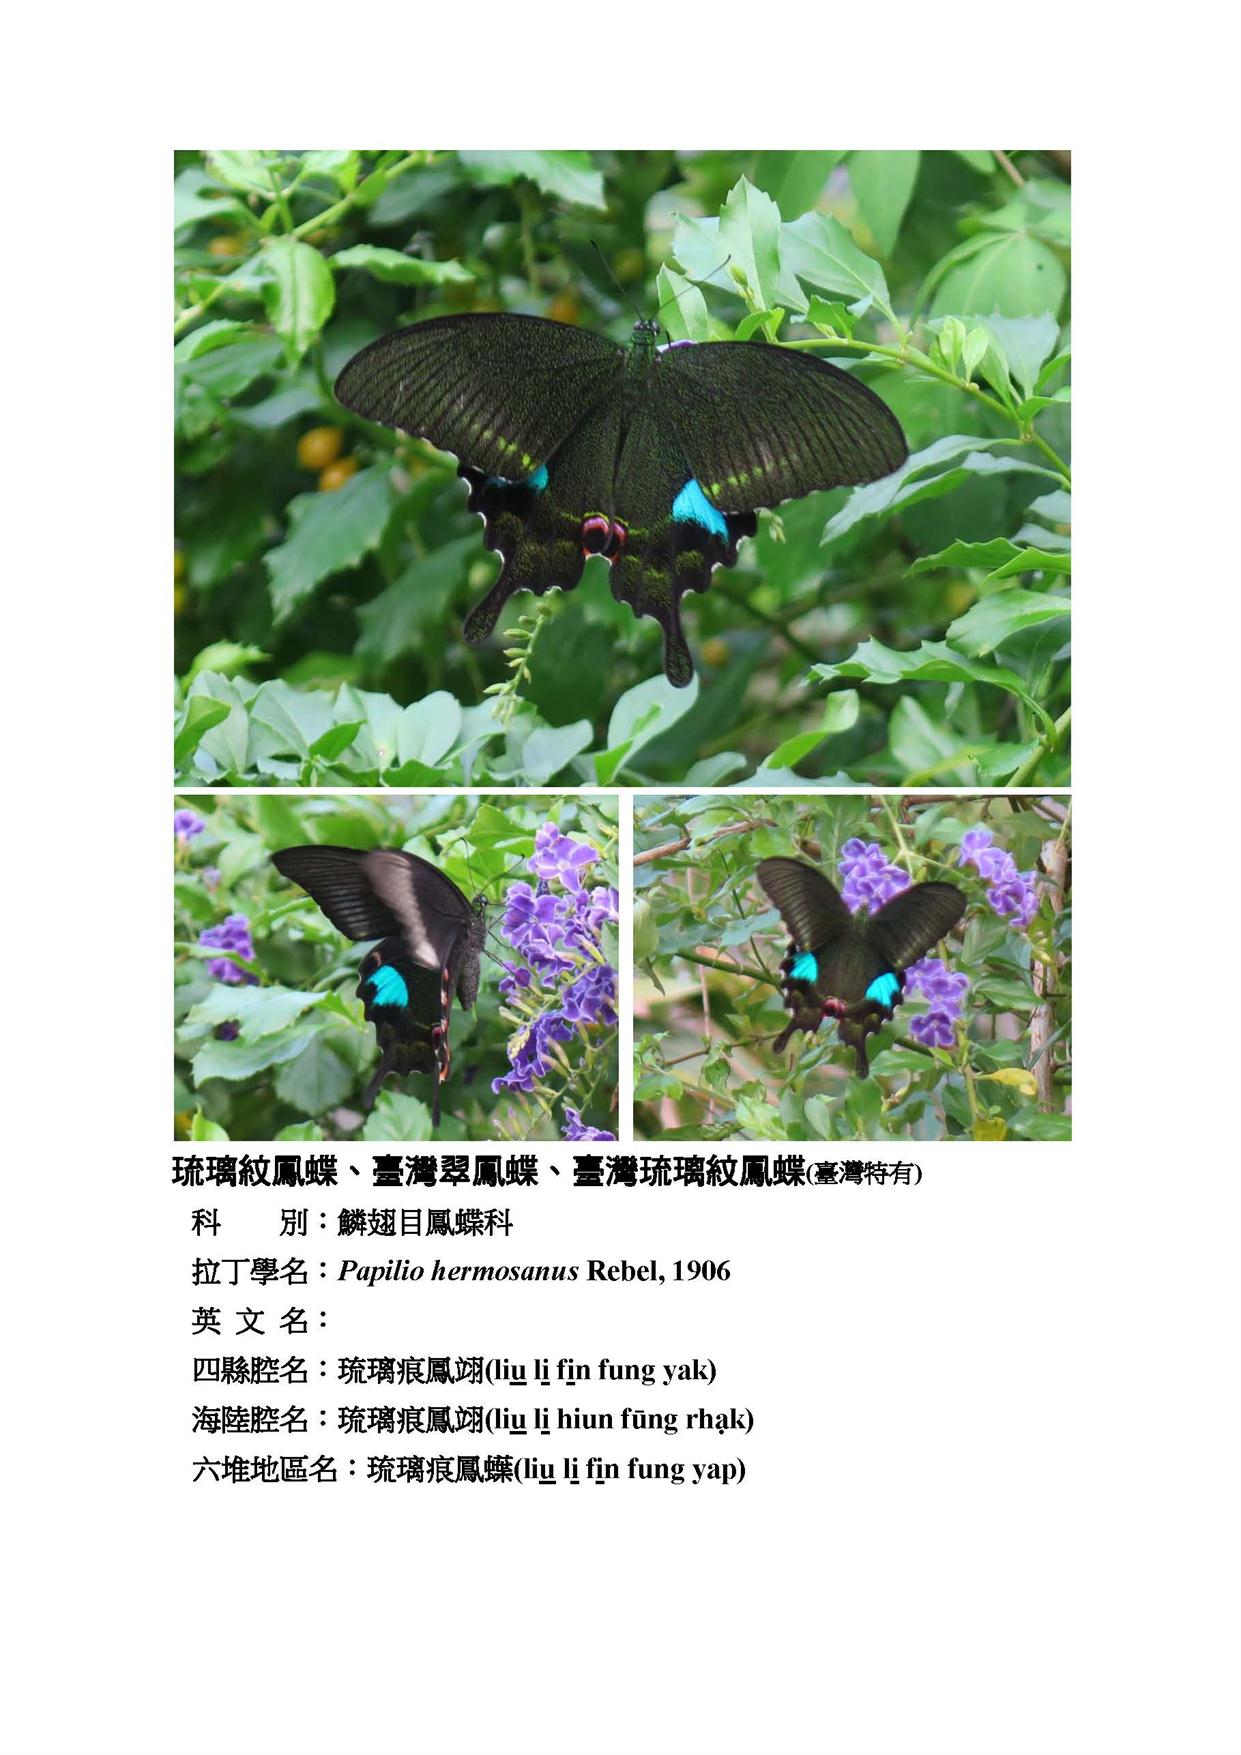 琉璃紋鳳蝶、臺灣翠鳳蝶、臺灣琉璃紋鳳蝶(臺灣特有)
科　　別：鱗翅目鳳蝶科
拉丁學名：Papilio hermosanus Rebel, 1906
英 文 名：
四縣腔名：琉璃痕鳳翊(liu̲ li̲ fi̲n fung yak)
海陸腔名：琉璃痕鳳翊(liu̲ li̲ hiun fūng rhạk)
六堆地區名：琉璃痕鳳蠂(liu̲ li̲ fi̲n fung yap)